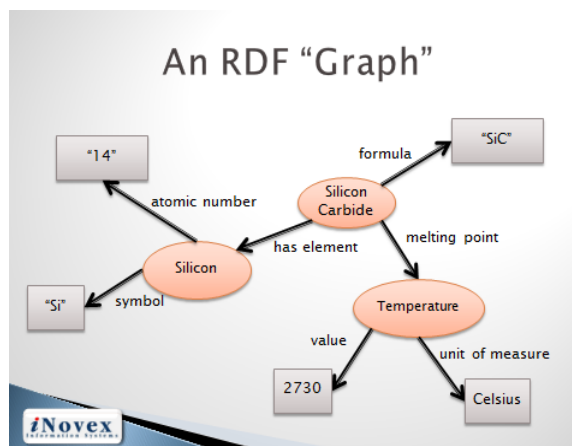 An RDF “Graph”
“SiC”
“14”
formula
Silicon
Carbide
atomic number
has element
melting point
Silicon
“Si”
symbol
Temperature
value
unit of measure
2730
Celsius
iNovex
Information Systems